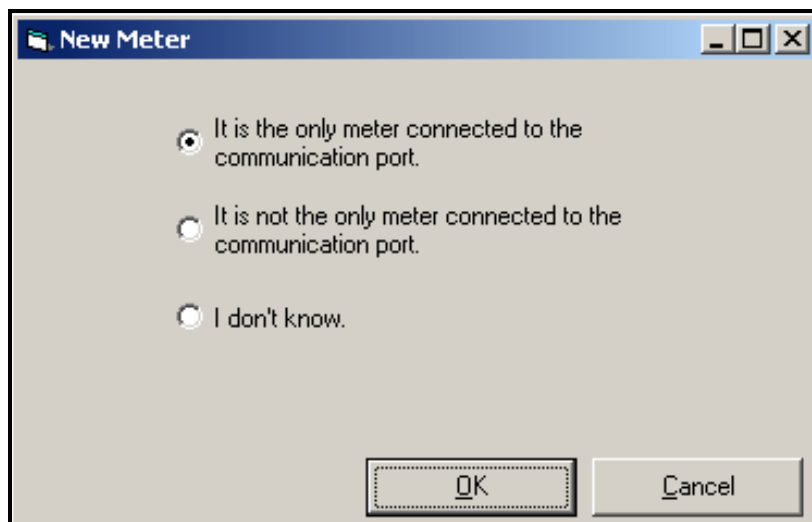 New Meter
It is the only meter connected to the
communication port.
It is not the only meter connected to the
communication port.
I don't know.
OK
Cancel